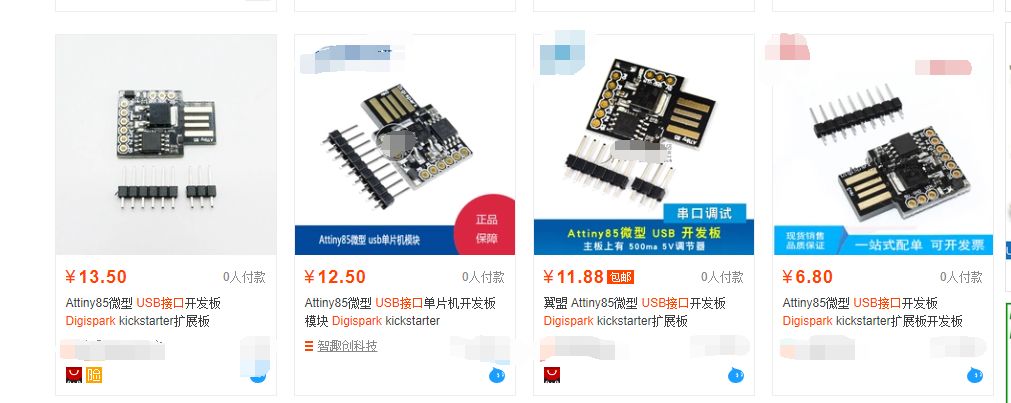 正品
保障
Attiny85微型 usb单片机模块
串口调试
Attiny85微型 USB 开发板
主板上有 500ma 5V调节器
现货销售
品质保证
一站式配单 可开发票
¥13.50
0人付款
¥12.50
0人付款
¥11.88 包邮
0人付款
¥6.80
0人付款
Attiny85微型 USB接口开发板
Digispark kickstarter扩展板
Attiny85微型 USB接口单片机开发板
模块 Digispark kickstarter
翼盟 Attiny85微型 USB接口开发板
Digispark kickstarter扩展板
Attiny85微型 USB接口开发板
Digispark kickstarter扩展板开发板
智趣创科技
脸